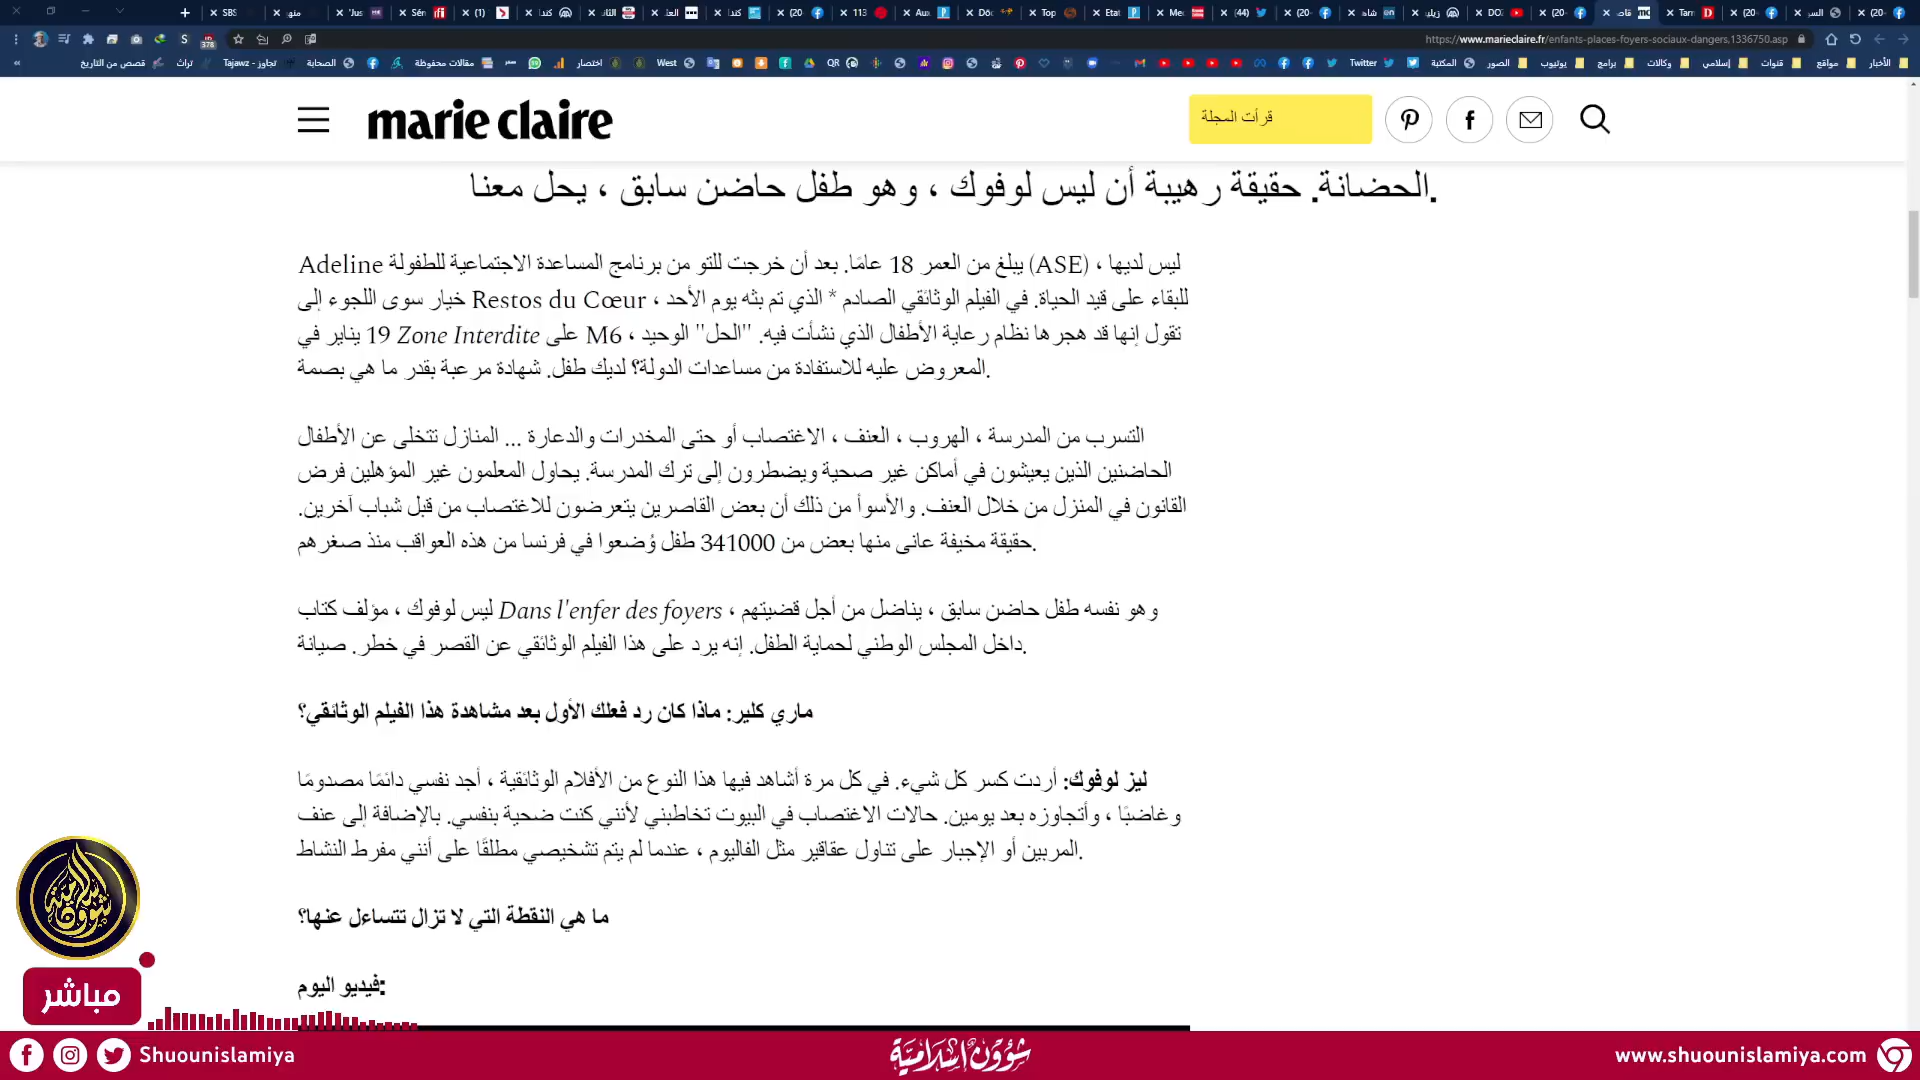 https://www.marieclaire.fr/enfants-places-foyers-sociaux-dangers,1336750.asp
marie claire
قرأت المجلة
الحضانة. حقيقة رهيبة أن ليس لوفوك ، وهو طفل حاضن سابق ، يحل معنا.
Adeline يبلغ من العمر 18 عامًا. بعد أن خرجت للتو من برنامج المساعدة الاجتماعية للطفولة (ASE) ، ليس لديها
خيار سوى اللجوء إلى Restos du Cœur ، للبقاء على قيد الحياة. في الفيلم الوثائقي الصادم * الذي تم بثه يوم الأحد
19 يناير في Zone Interdite على M6 ، تقول إنها قد هجرها نظام رعاية الأطفال الذي نشأت فيه. "الحل" الوحيد
المعروض عليه للاستفادة من مساعدات الدولة؟ لديك طفل. شهادة مرعبة بقدر ما هي بصمة.
التسرب من المدرسة ، الهروب ، العنف ، الاغتصاب أو حتى المخدرات والدعارة ... المنازل تتخلى عن الأطفال
الحاضنين الذين يعيشون في أماكن غير صحية ويضطرون إلى ترك المدرسة. يحاول المعلمون غير المؤهلين فرض
القانون في المنزل من خلال العنف. والأسوأ من ذلك أن بعض القاصرين يتعرضون للاغتصاب من قبل شباب آخرين.
حقيقة مخيفة عانى منها بعض من 341000 طفل وُضعوا في فرنسا من هذه العواقب منذ صغرهم.
ليس لوفوك ، مؤلف كتاب Dans l'enfer des foyers ، وهو نفسه طفل حاضن سابق ، يناضل من أجل قضيتهم
داخل المجلس الوطني لحماية الطفل. إنه يرد على هذا الفيلم الوثائقي عن القصر في خطر. صيانة.
ماري كلير: ماذا كان رد فعلك الأول بعد مشاهدة هذا الفيلم الوثائقي؟
ليز لوفوك: أردت كسر كل شيء. في كل مرة أشاهد فيها هذا النوع من الأفلام الوثائقية ، أجد نفسي دائمًا مصدومًا
وغاضبًا ، وأتجاوزه بعد يومين. حالات الاغتصاب في البيوت تخاطبني لأنني كنت ضحية بنفسي. بالإضافة إلى عنف
المربين أو الإجبار على تناول عقاقير مثل الفاليوم ، عندما لم يتم تشخيصي مطلقًا على أنني مفرط النشاط.
ما هي النقطة التي لا تزال تتساءل عنها؟
فيديو اليوم:
شؤون إسلامية
مباشر
Shuounislamiya
شؤون إسلامية
www.shuounislamiya.com